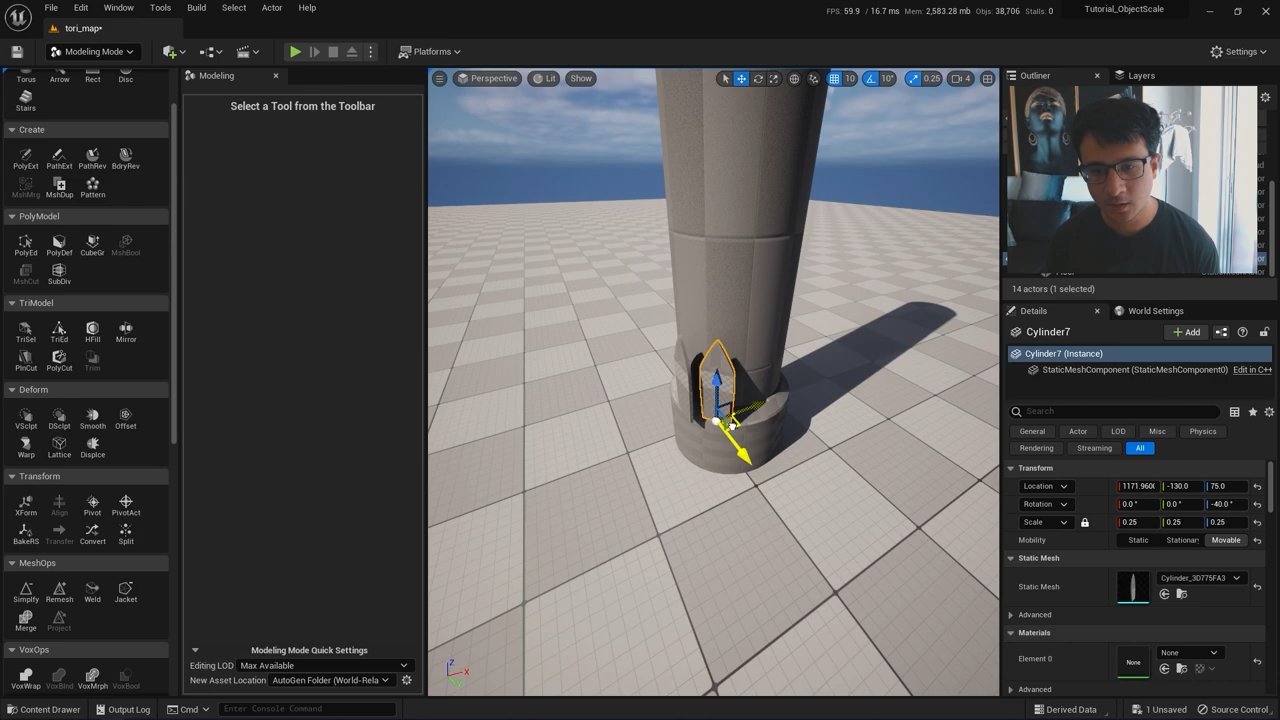 File Edit Window Tools Build Select Actor Help
FPS: 59.9 / 16.7 ms Mem: 2,583.28 mb Objs: 38,706 Stalls: 0
Tutorial_ObjectScale
tori_map•
Modeling Mode
Platforms
Settings
Torus Arrow Rect Disc
Stairs
Create
PolyExt PathExt PathRev BdryRev
MshMrg MshDup Pattern
PolyModel
PolyEd PolyDef CubeGr MshBool
MshCut SubDiv
TriModel
TriSel TriEd HFill Mirror
PlnCut PolyCut Trim
Deform
VSclpt DSclpt Smooth Offset
Warp Lattice Displce
Transform
XForm Align Pivot PivotAct
BakeRS Transfer Convert Split
MeshOps
Simplfy Remesh Weld Jacket
Merge Project
VoxOps
VoxWrap VoxBlnd VoxMrph VoxBool
Modeling
Select a Tool from the Toolbar
Modeling Mode Quick Settings
Editing LOD Max Available
New Asset Location AutoGen Folder (World-Rela
Perspective Lit Show
10 10° 0.25 4
Z X
Outliner Layers
14 actors (1 selected)
Details World Settings
Cylinder7
Add
Cylinder7 (Instance)
StaticMeshComponent (StaticMeshComponent0) Edit in C++
Search
General Actor LOD Misc Physics
Rendering Streaming All
Transform
Location 1171.960 -130.0 75.0
Rotation 0.0 ° 0.0 ° -40.0 °
Scale 0.25 0.25 0.25
Mobility Static Stationary Movable
Static Mesh
Static Mesh Cylinder_3D775FA3
Advanced
Materials
Element 0 None None
Advanced
Content Drawer Output Log Cmd Enter Console Command
Derived Data 1 Unsaved Source Control